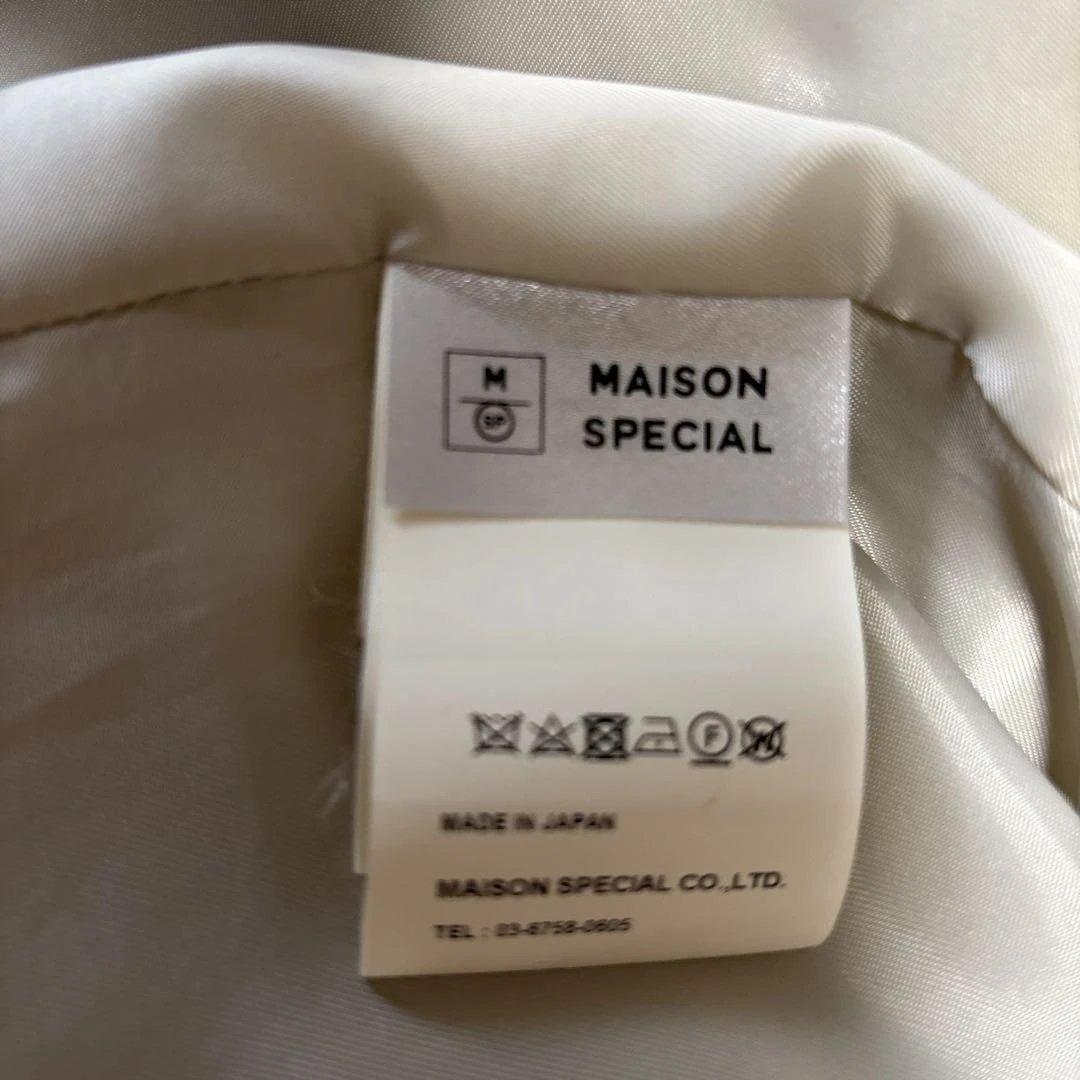 M
SP
MAISON
SPECIAL
F
W
MADE IN JAPAN
MAISON SPECIAL CO.,LTD.
TEL : 03-6758-0605